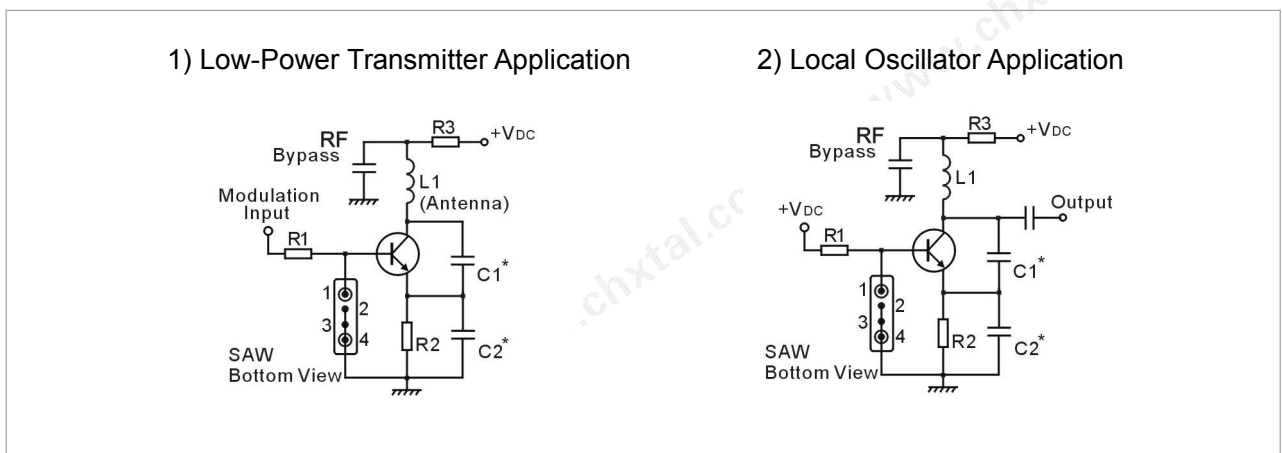 1) Low-Power Transmitter Application
RF
Bypass
R3
+VDC
L1
(Antenna)
Modulation
Input
R1
C1*
1
2
3
4
R2
C2*
SAW
Bottom View
2) Local Oscillator Application
RF
Bypass
R3
+VDC
L1
Output
+VDC
R1
C1*
1
2
3
4
R2
C2*
SAW
Bottom View